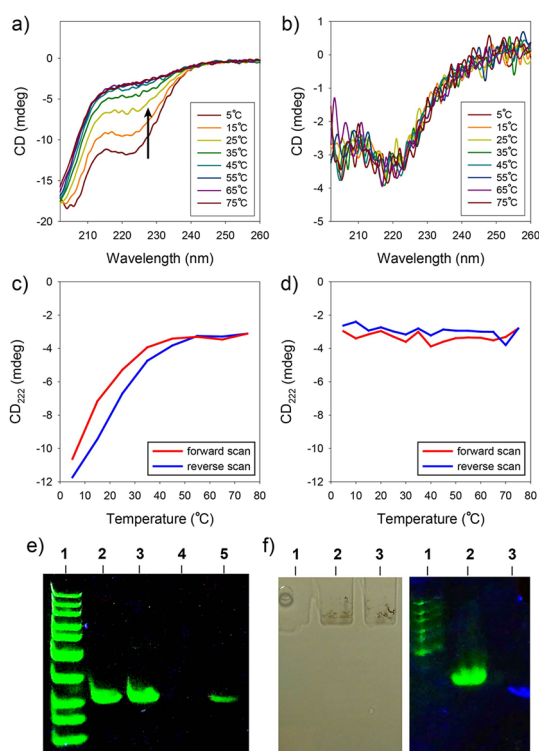 a)
CD (mdeg)
0
-5
-10
-15
-20
210 220 230 240 250 260
Wavelength (nm)
5°C
15°C
25°C
35°C
45°C
55°C
65°C
75°C
b)
CD (mdeg)
1
0
-1
-2
-3
-4
-5
210 220 230 240 250 260
Wavelength (nm)
5°C
15°C
25°C
35°C
45°C
55°C
65°C
75°C
c)
CD222 (mdeg)
0
-2
-4
-6
-8
-10
-12
0 10 20 30 40 50 60 70 80
Temperature (°C)
forward scan
reverse scan
d)
CD222 (mdeg)
0
-2
-4
-6
-8
-10
-12
0 10 20 30 40 50 60 70 80
Temperature (°C)
forward scan
reverse scan
e)
1 2 3 4 5
f)
1 2 3
1 2 3